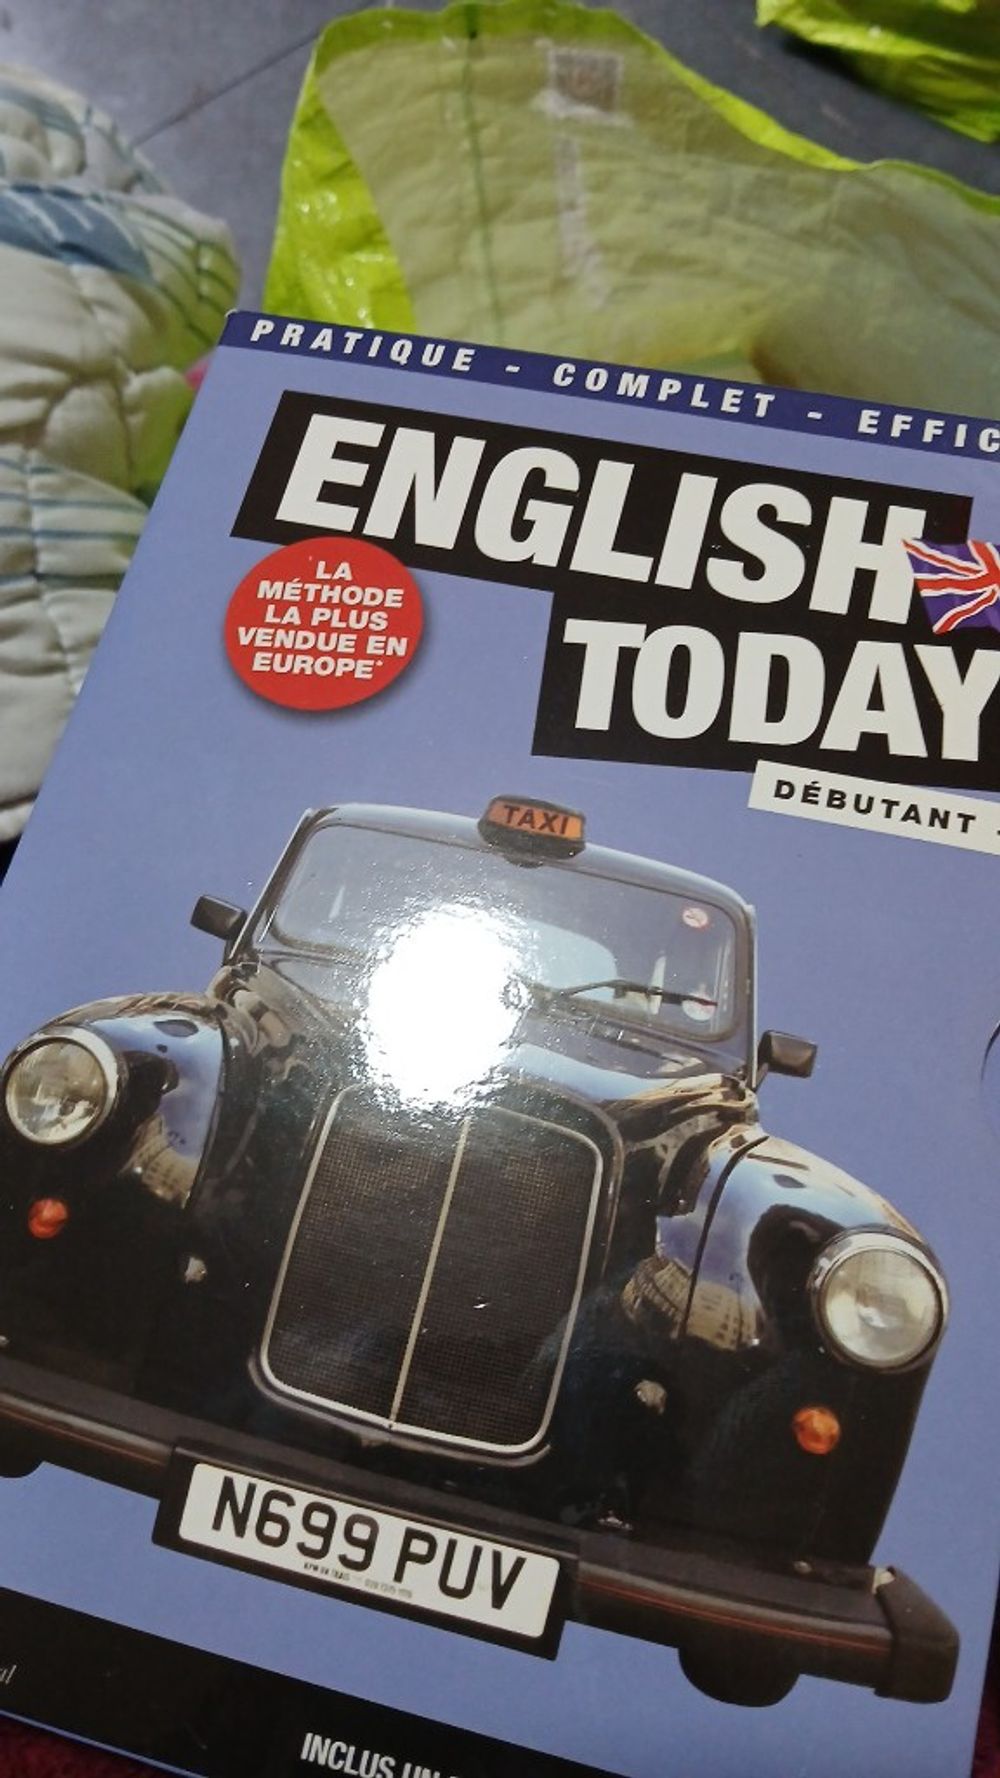 PRATIQUE - COMPLET - EFFIC
ENGLISH
TODAY
LA
MÉTHODE
LA PLUS
VENDUE EN
EUROPE*
DÉBUTANT
TAXI
N699 PUV
INCLUS UN